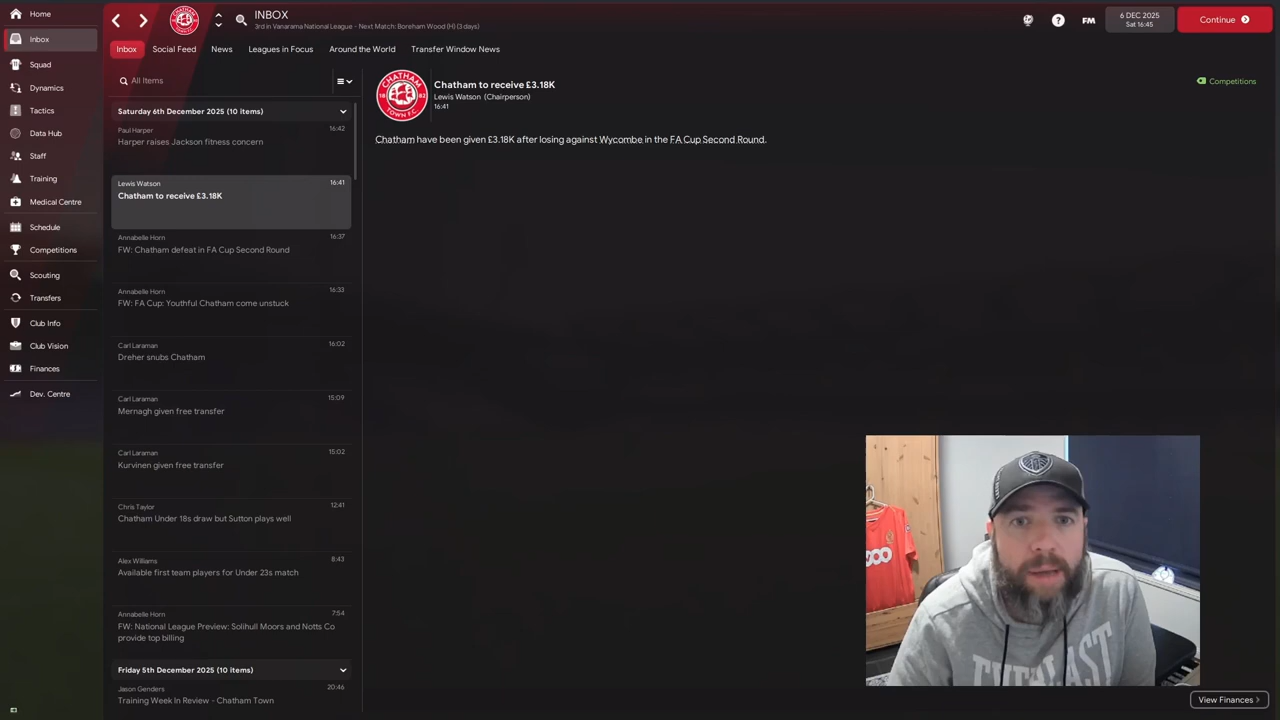 Home
Inbox
Squad
Dynamics
Tactics
Data Hub
Staff
Training
Medical Centre
Schedule
Competitions
Scouting
Transfers
Club Info
Club Vision
Finances
Dev. Centre
INBOX
3rd in Vanarama National League - Next Match: Boreham Wood (H) (3 days)
FM
6 DEC 2025
Sat 16:45
Continue
Inbox
Social Feed
News
Leagues in Focus
Around the World
Transfer Window News
All Items
Saturday 6th December 2025 (10 items)
Paul Harper 16:42
Harper raises Jackson fitness concern
Lewis Watson 16:41
Chatham to receive £3.18K
Annabelle Horn 16:37
FW: Chatham defeat in FA Cup Second Round
Annabelle Horn 16:33
FW: FA Cup: Youthful Chatham come unstuck
Carl Laraman 16:02
Dreher snubs Chatham
Carl Laraman 15:09
Mernagh given free transfer
Carl Laraman 15:02
Kurvinen given free transfer
Chris Taylor 12:41
Chatham Under 18s draw but Sutton plays well
Alex Williams 8:43
Available first team players for Under 23s match
Annabelle Horn 7:54
FW: National League Preview: Solihull Moors and Notts Co
provide top billing
Friday 5th December 2025 (10 items)
Jason Genders 20:46
Training Week In Review - Chatham Town
CHATHAM
18 82
TOWN F.C.
Chatham to receive £3.18K
Lewis Watson (Chairperson)
16:41
Competitions
Chatham have been given £3.18K after losing against Wycombe in the FA Cup Second Round.
View Finances